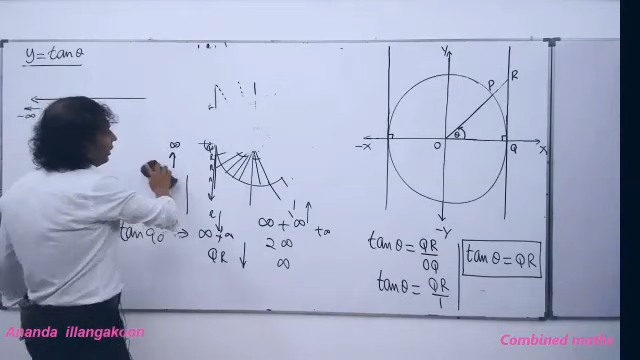 y = tanθ
-∞
∞
tan 90° → ∞
QR
∞ + ∞
2∞
∞
+∞
Y
P
R
θ
-X
O
Q
X
-Y
tanθ = QR/OQ
tanθ = QR/1
tanθ = QR
Ananda illangakoon
Combined maths